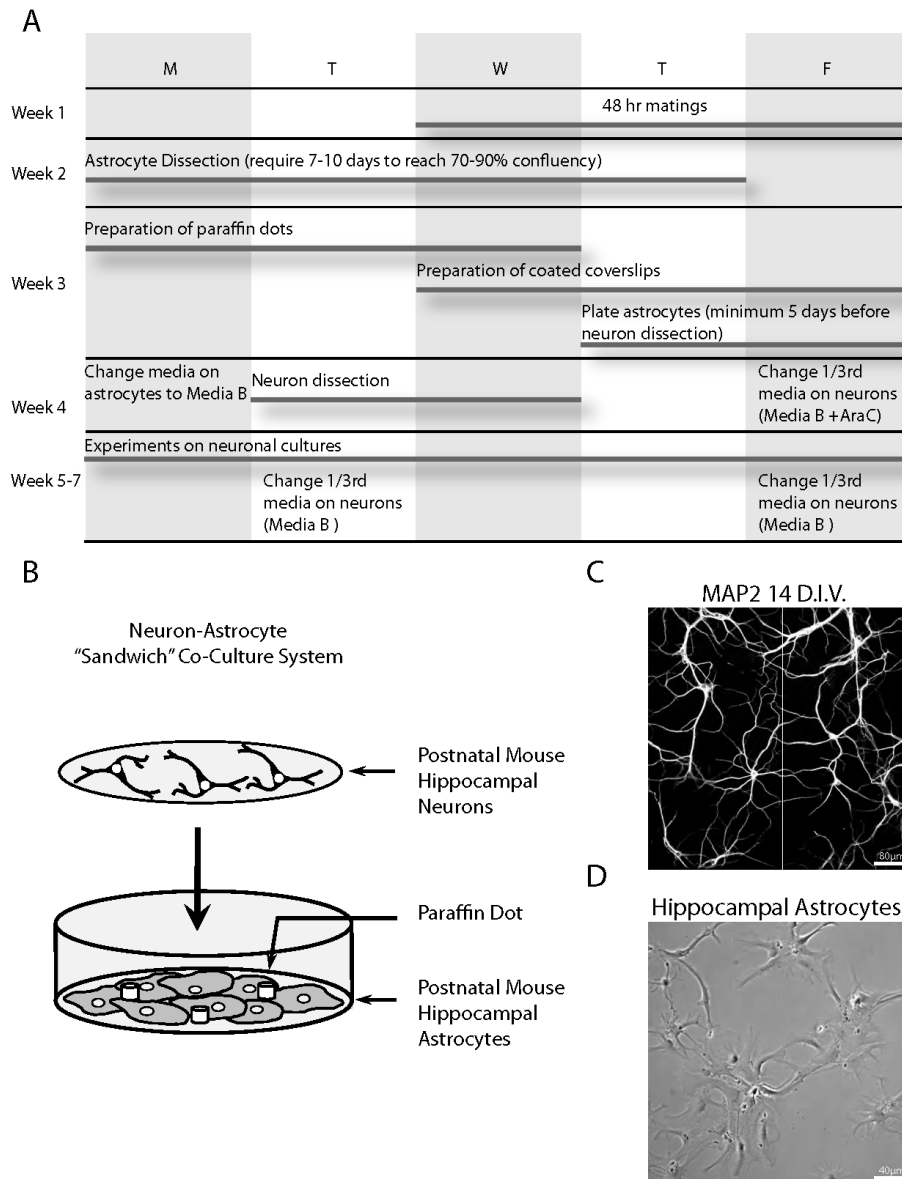 A
M T W T F
Week 1
48 hr matings
Week 2
Astrocyte Dissection (require 7-10 days to reach 70-90% confluency)
Week 3
Preparation of paraffin dots
Preparation of coated coverslips
Plate astrocytes (minimum 5 days before
neuron dissection)
Week 4
Change media on
astrocytes to Media B
Neuron dissection
Change 1/3rd
media on neurons
(Media B +AraC)
Week 5-7
Experiments on neuronal cultures
Change 1/3rd
media on neurons
(Media B )
Change 1/3rd
media on neurons
(Media B )
B
Neuron-Astrocyte
“Sandwich” Co-Culture System
Postnatal Mouse
Hippocampal
Neurons
Paraffin Dot
Postnatal Mouse
Hippocampal
Astrocytes
C
MAP2 14 D.I.V.
80µm
D
Hippocampal Astrocytes
40µm